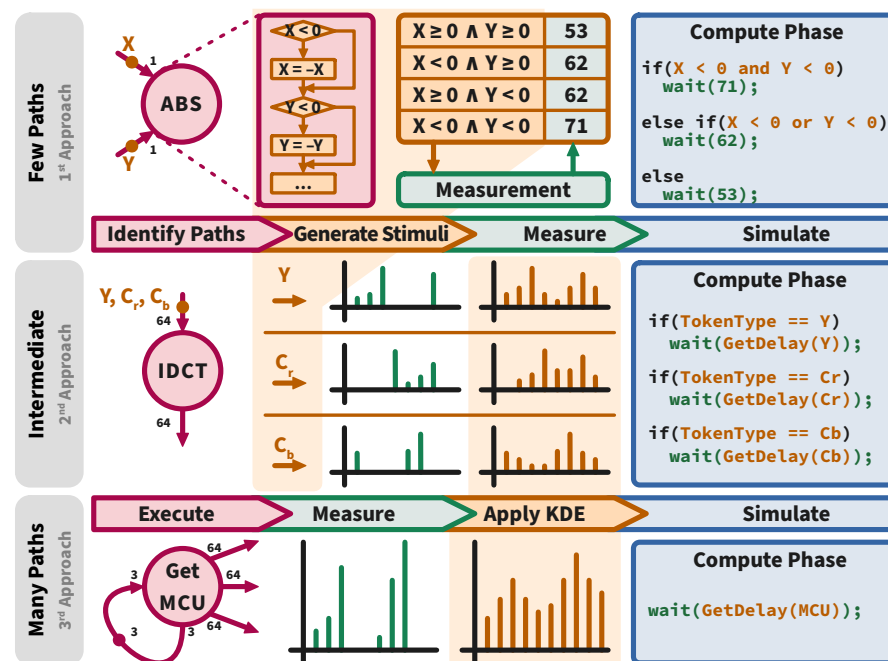 Few Paths
1st Approach
X
1
Y
1
ABS
X < 0
X = –X
Y < 0
Y = –Y
...
X ≥ 0 ∧ Y ≥ 0 53
X < 0 ∧ Y ≥ 0 62
X ≥ 0 ∧ Y < 0 62
X < 0 ∧ Y < 0 71
Measurement
Compute Phase
if(X < 0 and Y < 0)
wait(71);
else if(X < 0 or Y < 0)
wait(62);
else
wait(53);
Identify Paths Generate Stimuli Measure Simulate
Intermediate
2nd Approach
Y, Cr, Cb
64
IDCT
64
Y
Cr
Cb
Compute Phase
if(TokenType == Y)
wait(GetDelay(Y));
if(TokenType == Cr)
wait(GetDelay(Cr));
if(TokenType == Cb)
wait(GetDelay(Cb));
Execute Measure Apply KDE Simulate
Many Paths
3rd Approach
Get
MCU
64
64
64
3
3
3
Compute Phase
wait(GetDelay(MCU));